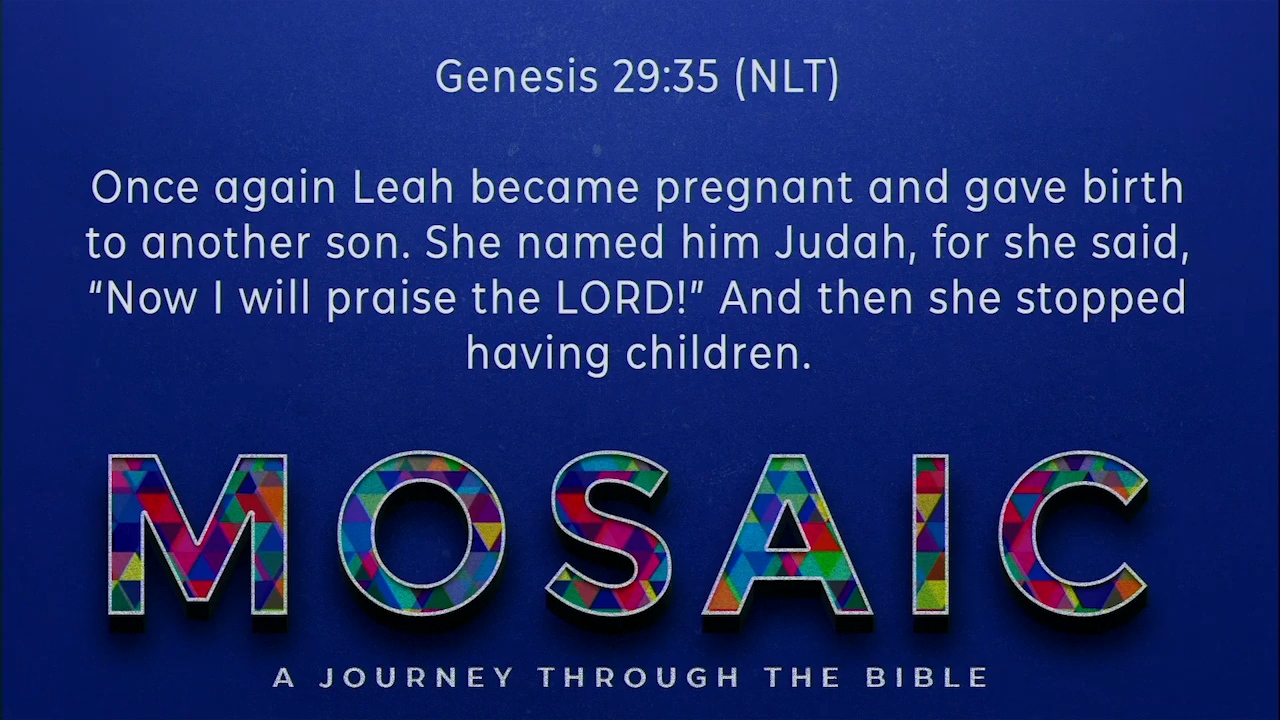 Genesis 29:35 (NLT)
Once again Leah became pregnant and gave birth
to another son. She named him Judah, for she said,
“Now I will praise the LORD!” And then she stopped
having children.
MOSAIC
A JOURNEY THROUGH THE BIBLE